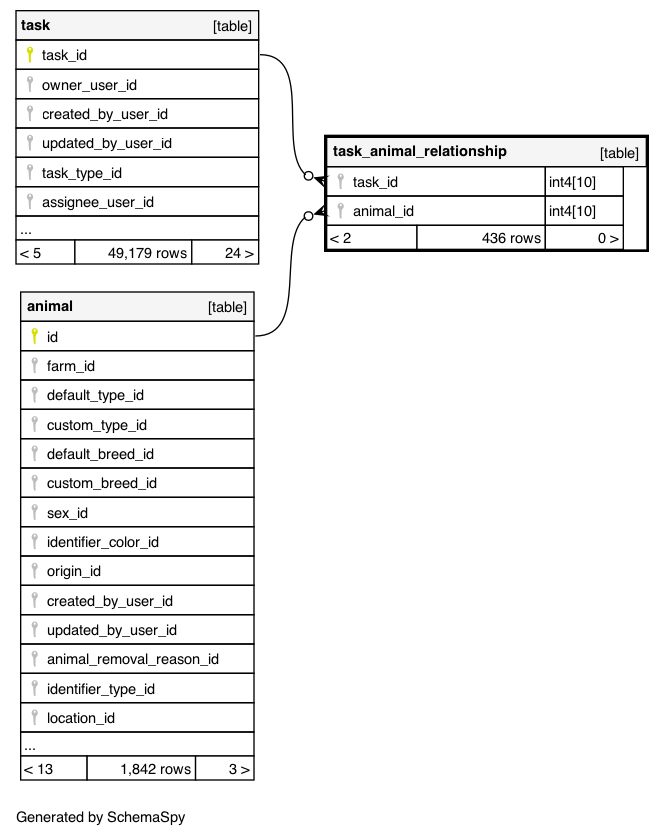 task [table]
task_id
owner_user_id
created_by_user_id
updated_by_user_id
task_type_id
assignee_user_id
...
< 5 49,179 rows 24 >
task_animal_relationship [table]
task_id int4[10]
animal_id int4[10]
< 2 436 rows 0 >
animal [table]
id
farm_id
default_type_id
custom_type_id
default_breed_id
custom_breed_id
sex_id
identifier_color_id
origin_id
created_by_user_id
updated_by_user_id
animal_removal_reason_id
identifier_type_id
location_id
...
< 13 1,842 rows 3 >
Generated by SchemaSpy